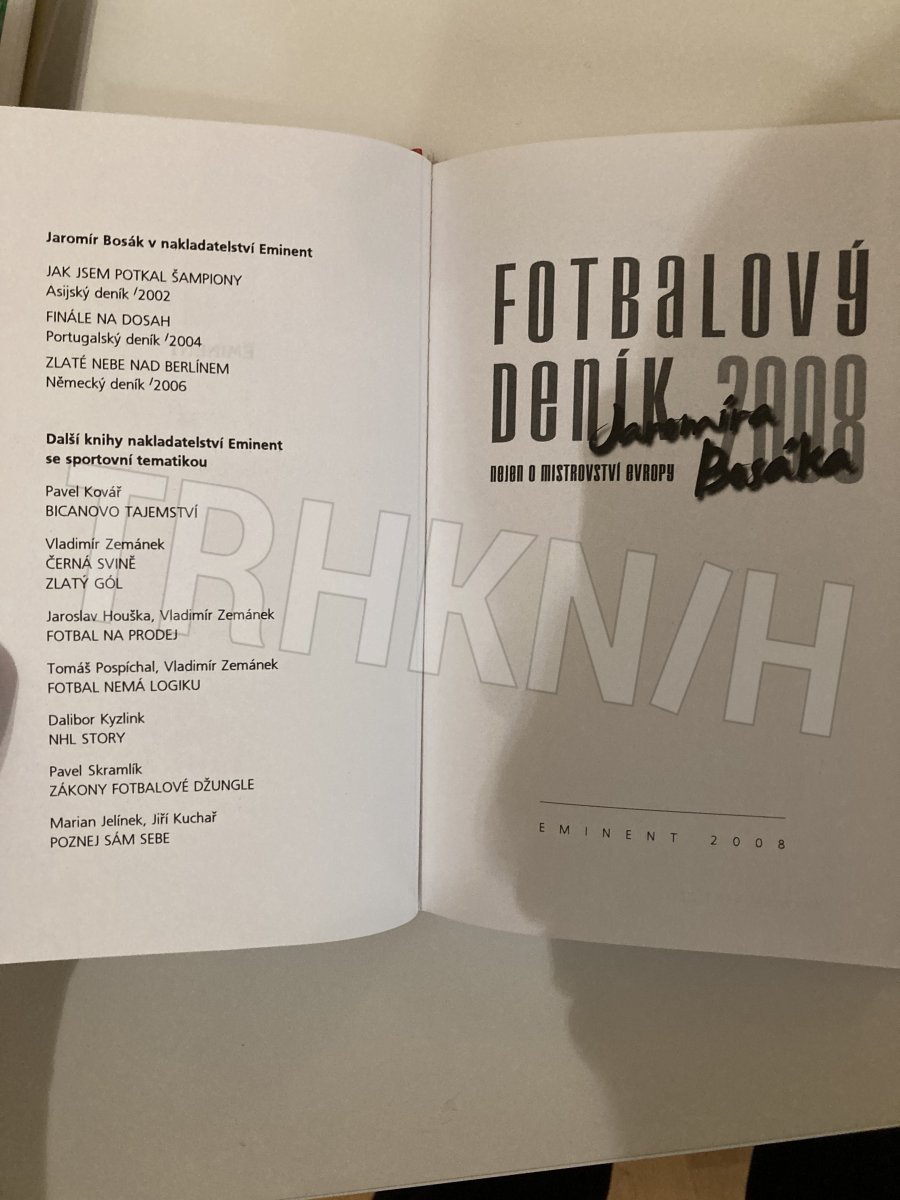 Jaromír Bosák v nakladatelství Eminent
JAK JSEM POTKAL ŠAMPIONY
Asijský deník ’2002
FINÁLE NA DOSAH
Portugalský deník ’2004
ZLATÉ NEBE NAD BERLÍNEM
Německý deník ’2006
Další knihy nakladatelství Eminent
se sportovní tematikou
Pavel Kovář
BICANOVO TAJEMSTVÍ
Vladimír Zemánek
ČERNÁ SVINĚ
ZLATÝ GÓL
Jaroslav Houška, Vladimír Zemánek
FOTBAL NA PRODEJ
Tomáš Pospíchal, Vladimír Zemánek
FOTBAL NEMÁ LOGIKU
Dalibor Kyzlink
NHL STORY
Pavel Skramlík
ZÁKONY FOTBALOVÉ DŽUNGLE
Marian Jelínek, Jiří Kuchař
POZNEJ SÁM SEBE
FOTBALOVÝ
DENÍK 2008
Jaromíra
Bosáka
NEJEN O MISTROVSTVÍ EVROPY
EMINENT 2008
TRHKN/H